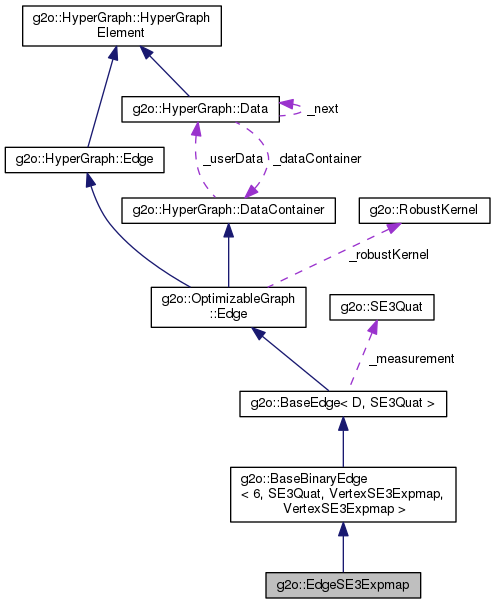 g2o::HyperGraph::HyperGraph
Element
g2o::HyperGraph::Data
_next
g2o::HyperGraph::Edge
_userData
_dataContainer
g2o::HyperGraph::DataContainer
g2o::RobustKernel
_robustKernel
g2o::OptimizableGraph
::Edge
g2o::SE3Quat
_measurement
g2o::BaseEdge< D, SE3Quat >
g2o::BaseBinaryEdge
< 6, SE3Quat, VertexSE3Expmap,
VertexSE3Expmap >
g2o::EdgeSE3Expmap